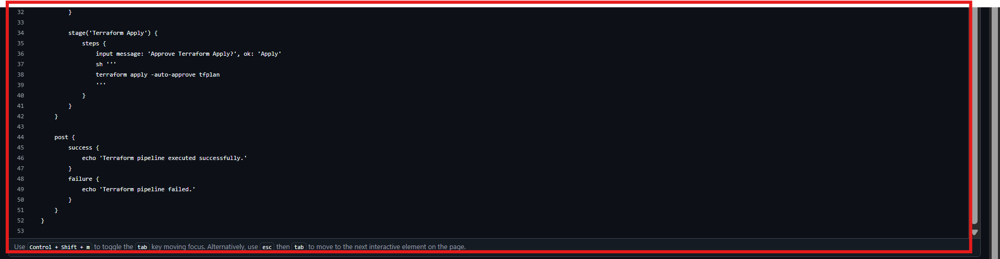 32            }
33
34            stage('Terraform Apply') {
35                steps {
36                    input message: 'Approve Terraform Apply?', ok: 'Apply'
37                    sh '''
38                    terraform apply -auto-approve tfplan
39                    '''
40                }
41            }
42        }
43
44        post {
45            success {
46                echo 'Terraform pipeline executed successfully.'
47            }
48            failure {
49                echo 'Terraform pipeline failed.'
50            }
51        }
52    }
53
Use Control + Shift + m to toggle the tab key moving focus. Alternatively, use esc then tab to move to the next interactive element on the page.